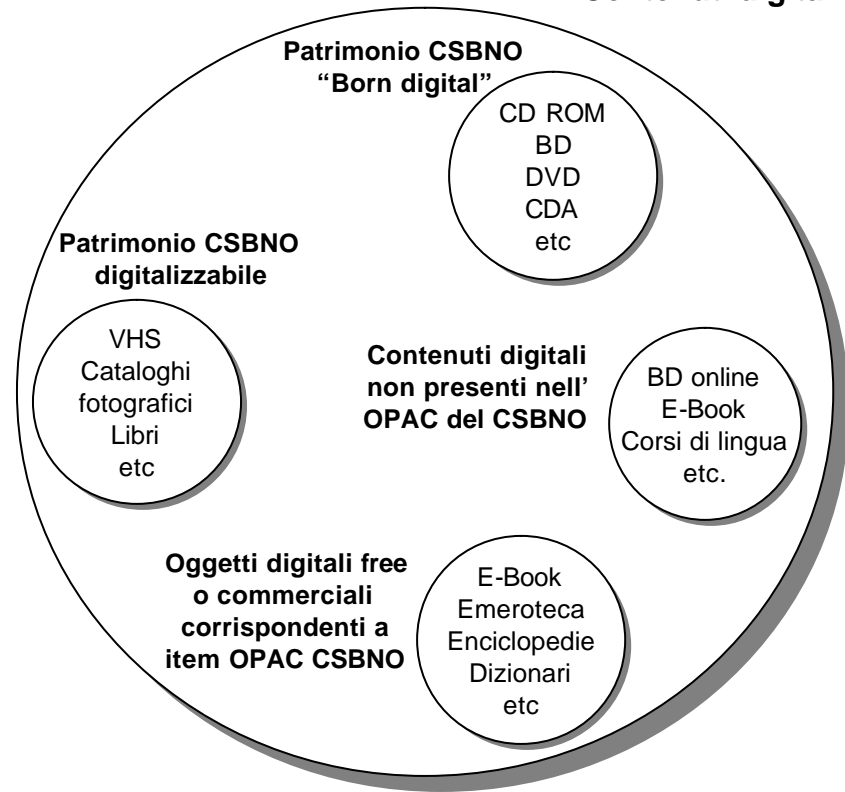 Patrimonio CSBNO
“Born digital”
CD ROM
BD
DVD
CDA
etc
Patrimonio CSBNO
digitalizzabile
VHS
Cataloghi
fotografici
Libri
etc
Contenuti digitali
non presenti nell’
OPAC del CSBNO
BD online
E-Book
Corsi di lingua
etc.
Oggetti digitali free
o commerciali
corrispondenti a
item OPAC CSBNO
E-Book
Emeroteca
Enciclopedie
Dizionari
etc